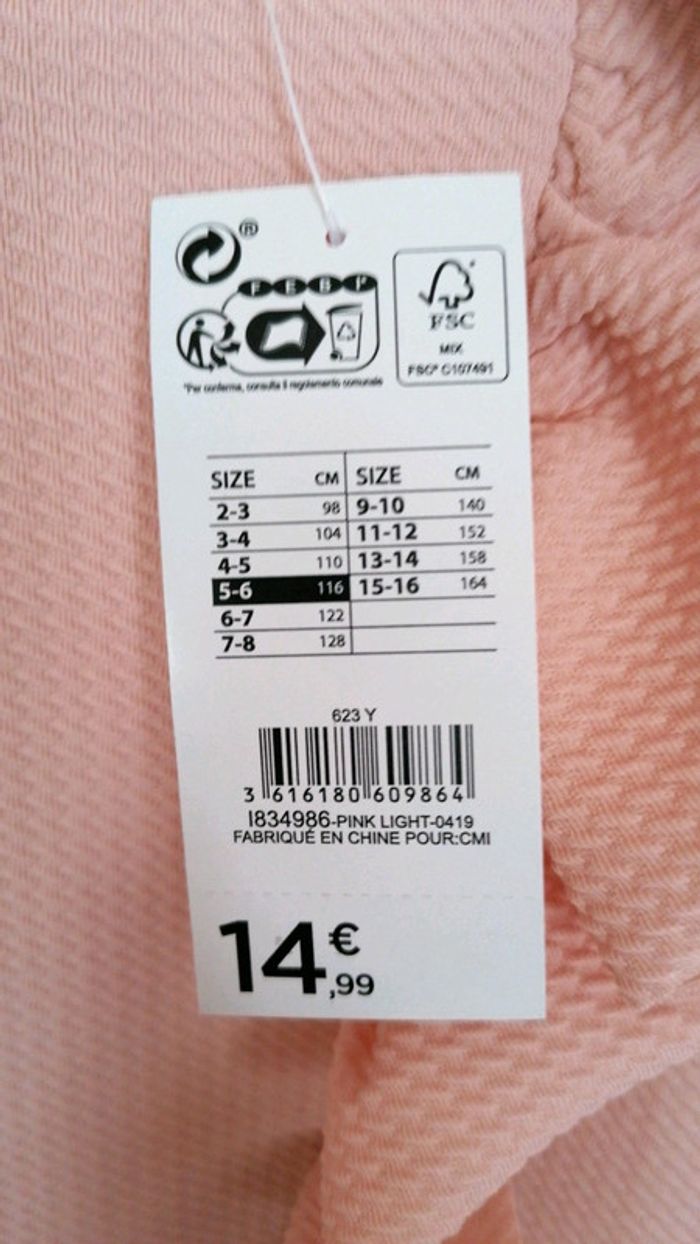 ®
F E B P
FSC
MIX
FSC® C107491
*Per conferma, consulta il regolamento comunale
SIZE CM SIZE CM
2-3 98 9-10 140
3-4 104 11-12 152
4-5 110 13-14 158
5-6 116 15-16 164
6-7 122
7-8 128
623 Y
3 616180 609864
I834986-PINK LIGHT-0419
FABRIQUÉ EN CHINE POUR:CMI
14€,99